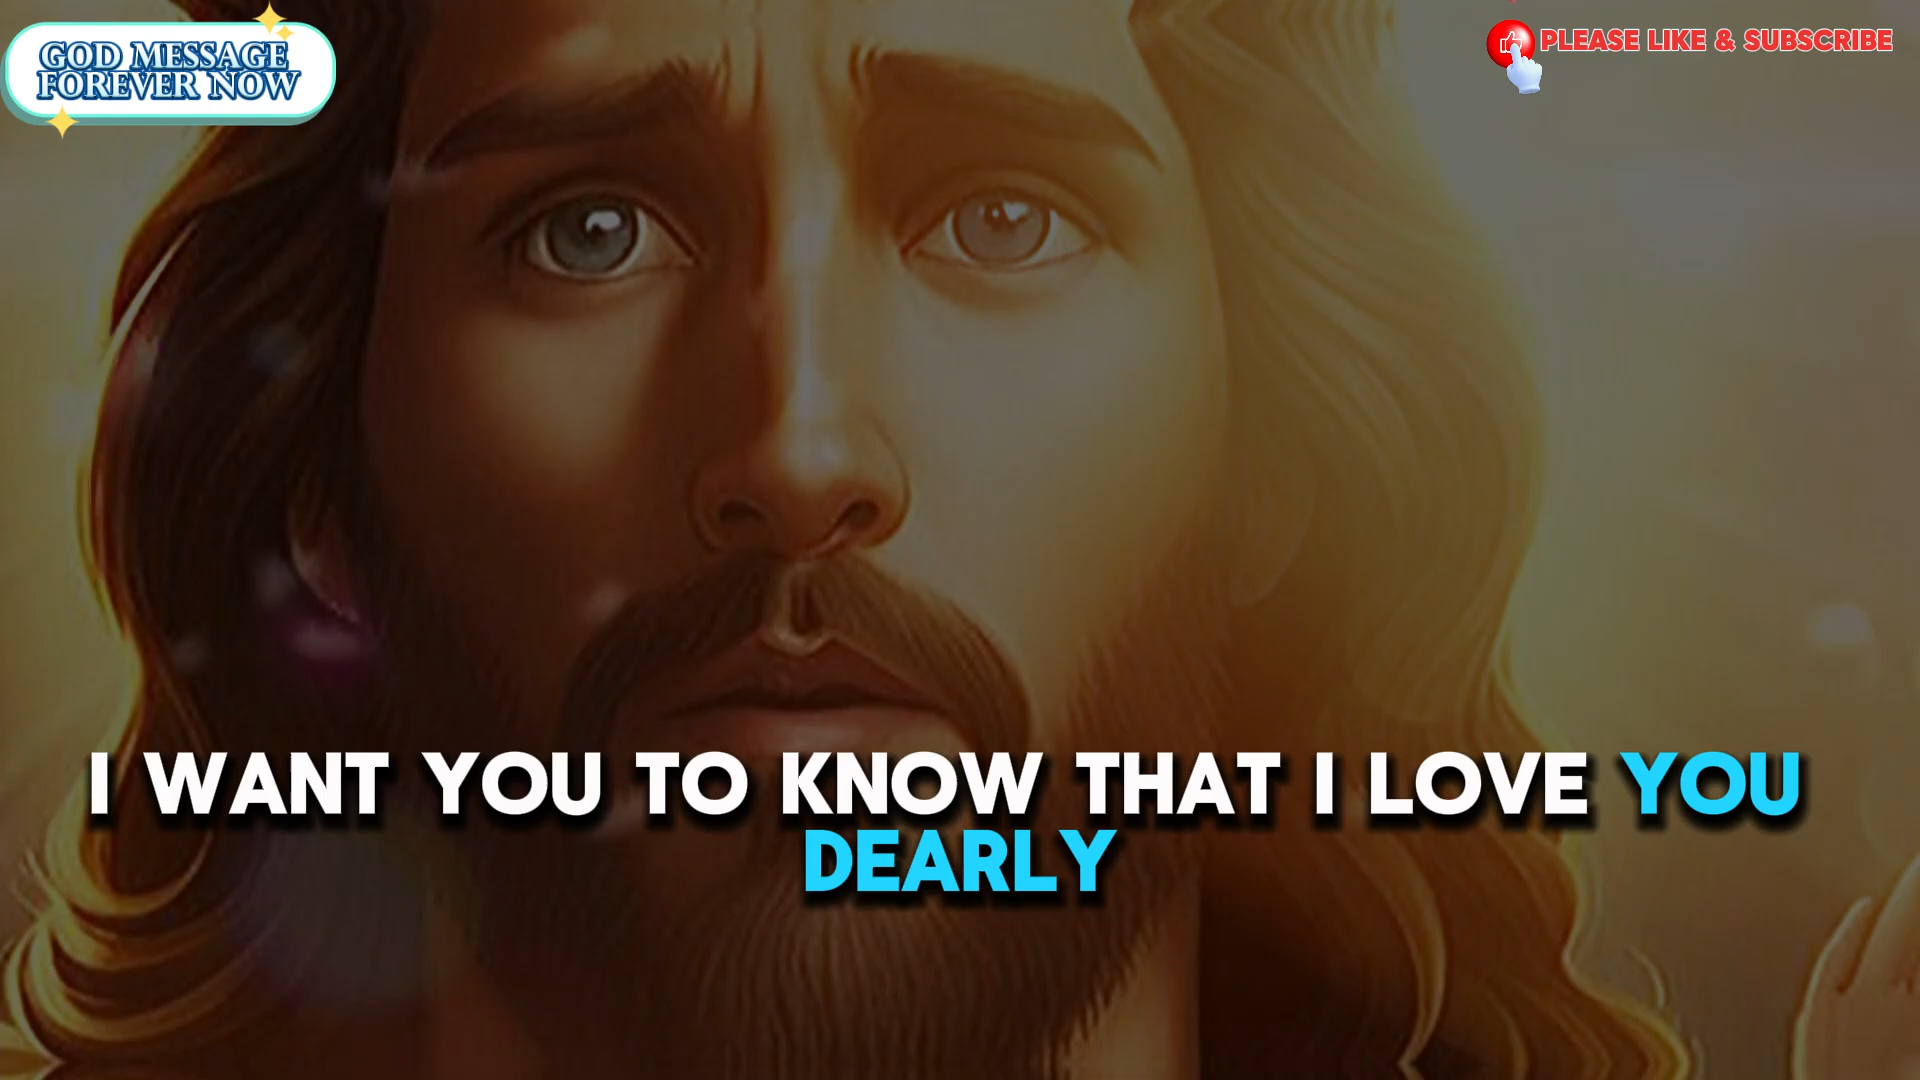 GOD MESSAGE
FOREVER NOW
PLEASE LIKE & SUBSCRIBE
I WANT YOU TO KNOW THAT I LOVE YOU
DEARLY